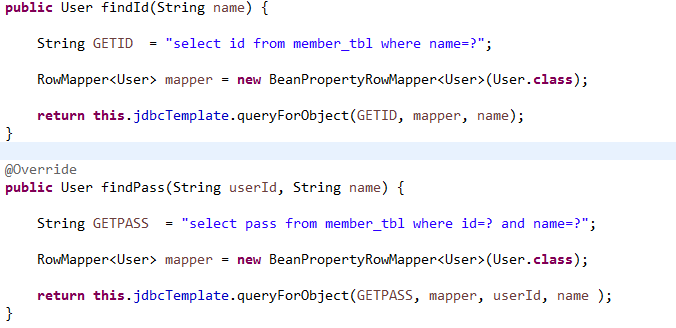 public User findId(String name) {
String GETID  = "select id from member_tbl where name=?";
RowMapper<User> mapper = new BeanPropertyRowMapper<User>(User.class);
return this.jdbcTemplate.queryForObject(GETID, mapper, name);
}
@Override
public User findPass(String userId, String name) {
String GETPASS  = "select pass from member_tbl where id=? and name=?";
RowMapper<User> mapper = new BeanPropertyRowMapper<User>(User.class);
return this.jdbcTemplate.queryForObject(GETPASS, mapper, userId, name );
}